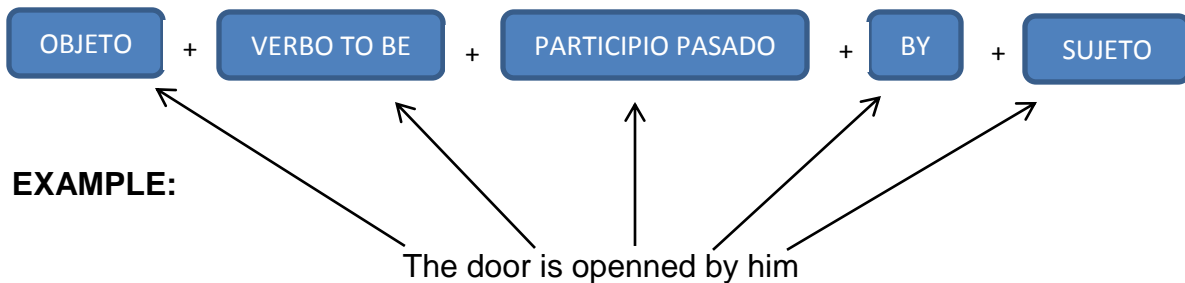 OBJETO + VERBO TO BE + PARTICIPIO PASADO + BY + SUJETO
EXAMPLE:
The door is openned by him